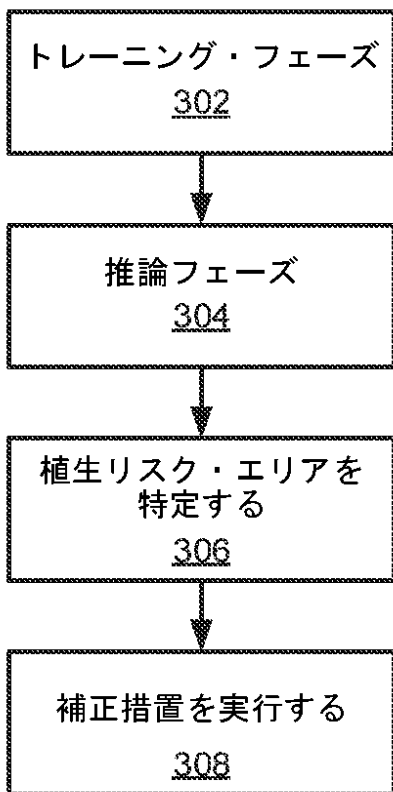 トレーニング・フェーズ
302
推論フェーズ
304
植生リスク・エリアを
特定する
306
補正措置を実行する
308